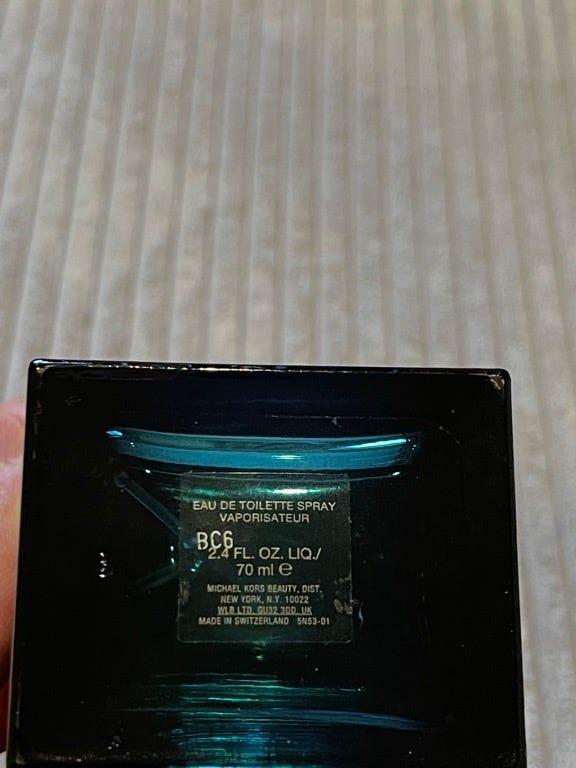 EAU DE TOILETTE SPRAY
VAPORISATEUR
BC6
2.4 FL. OZ. LIQ./
70 ml e
MICHAEL KORS BEAUTY, DIST.
NEW YORK, N.Y. 10022
WLB LTD. GU32 3QD, UK
MADE IN SWITZERLAND 5N53-01